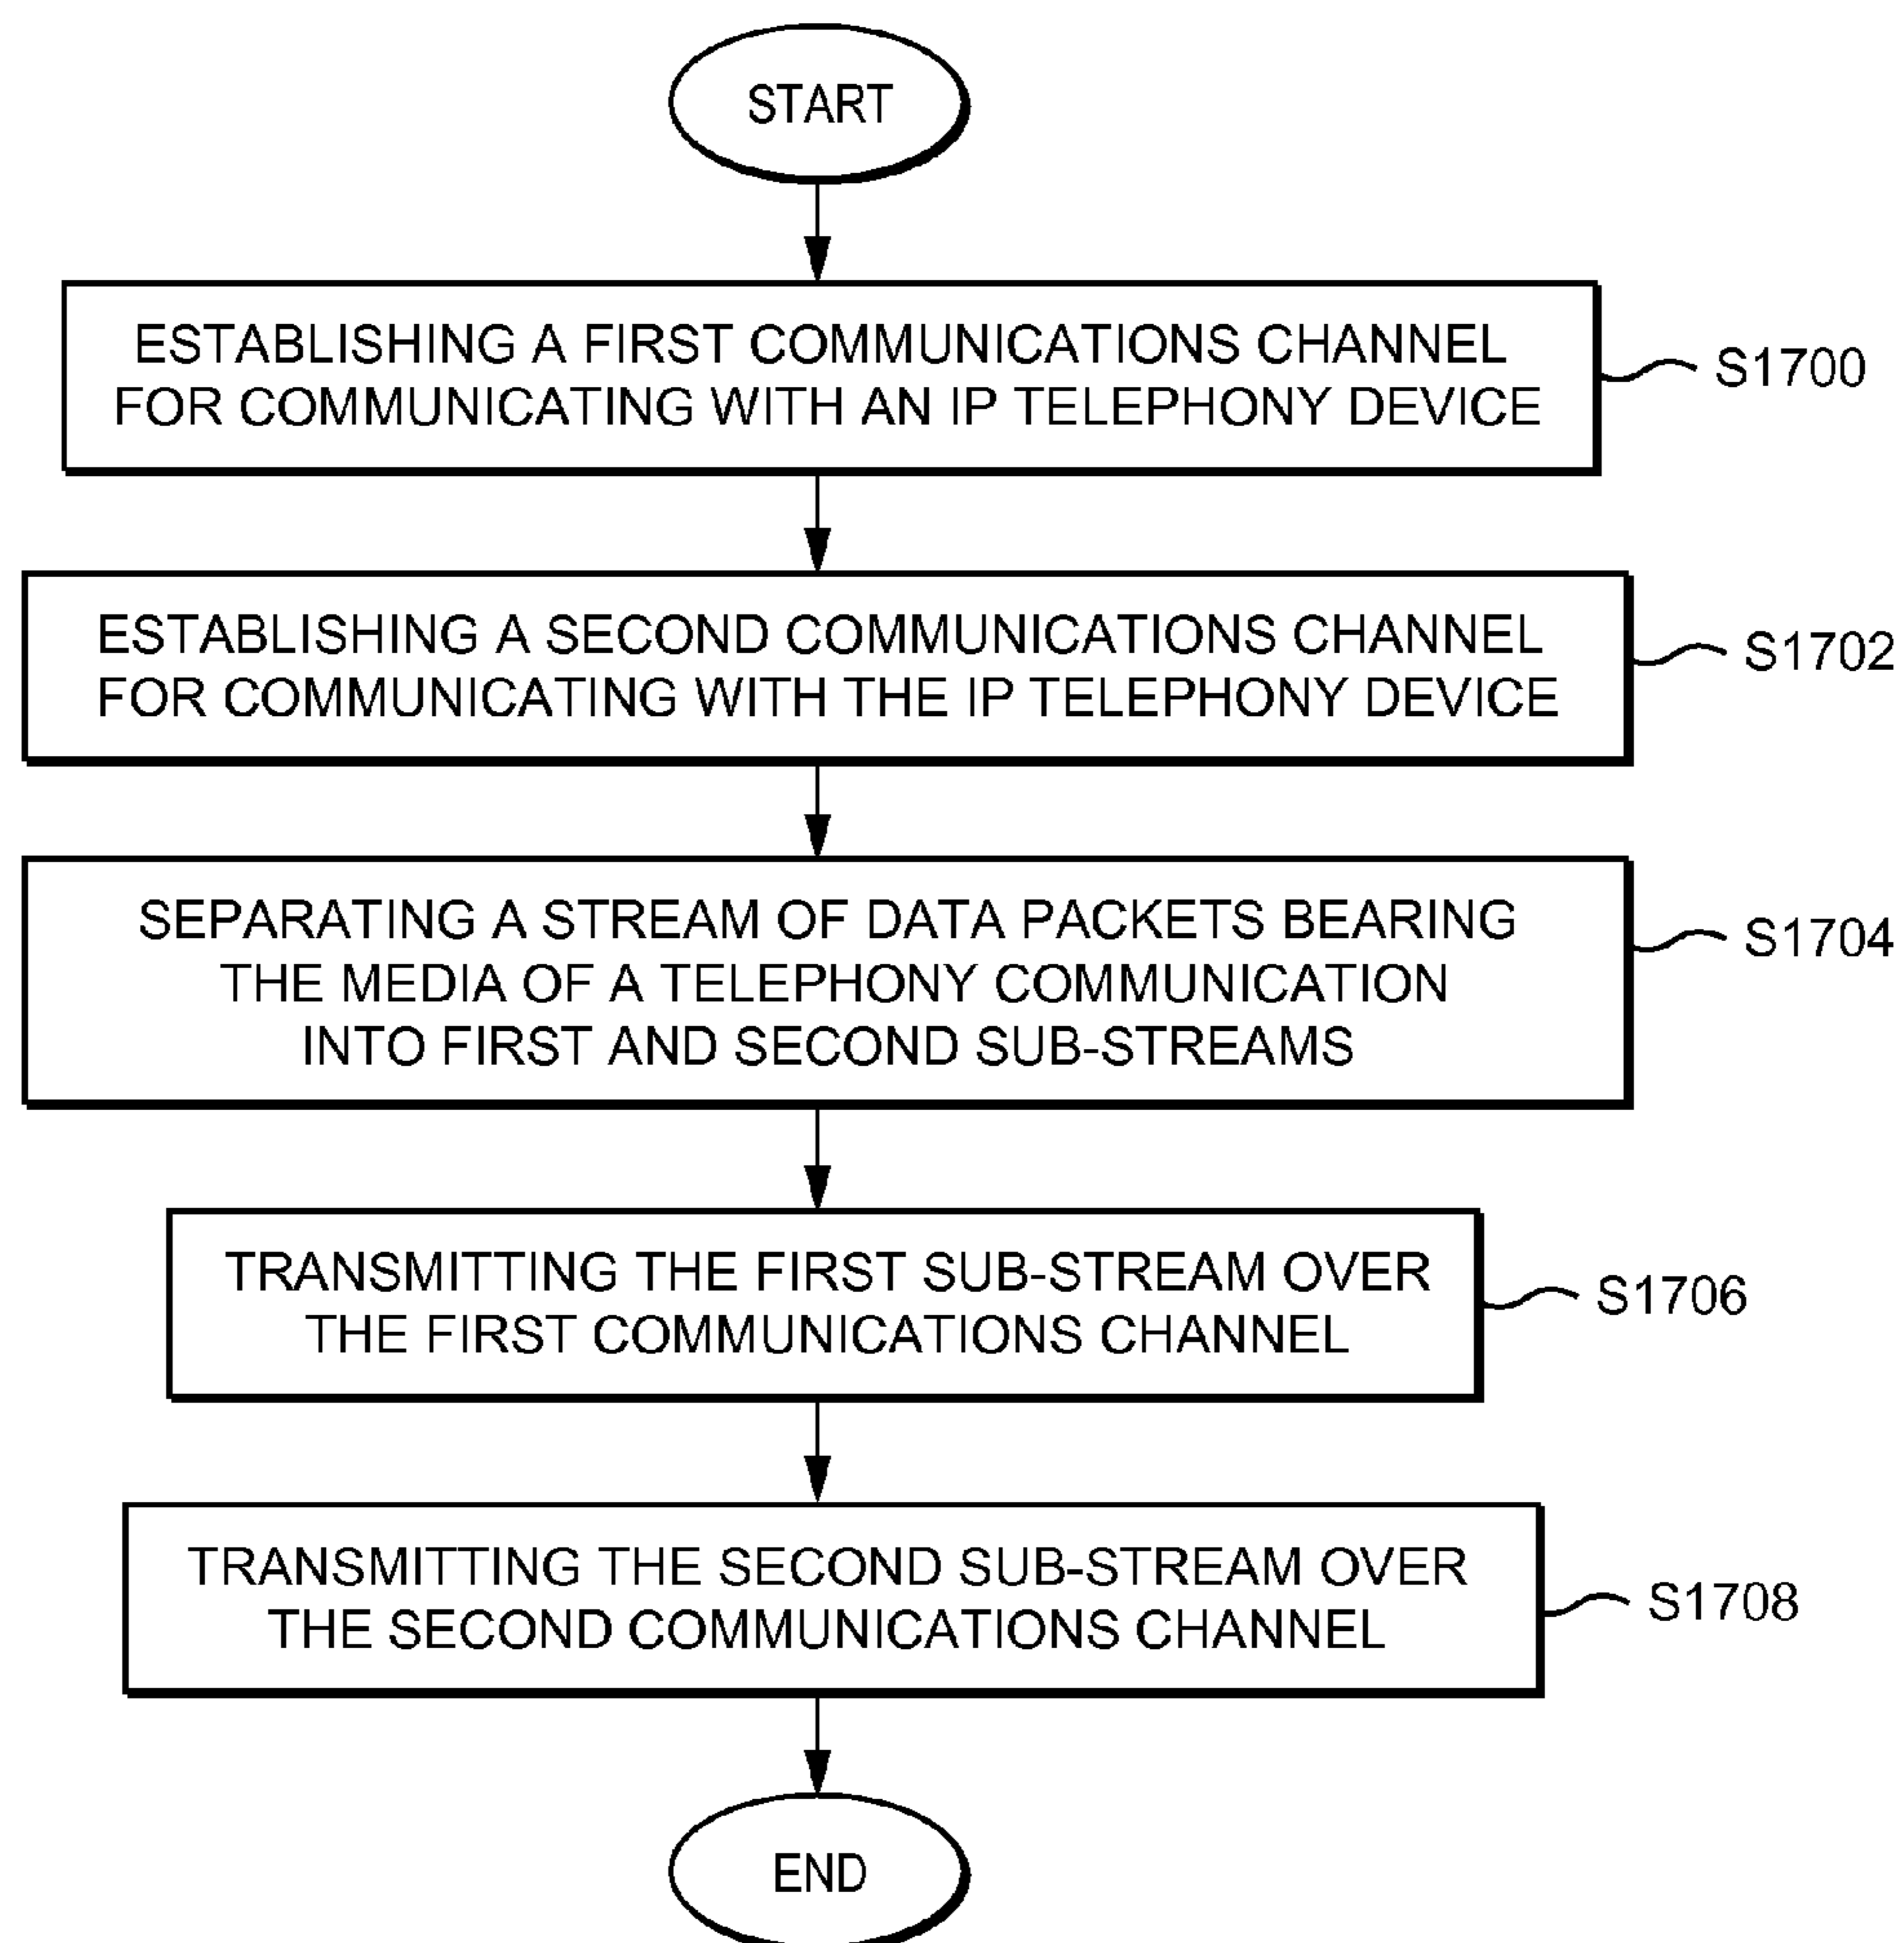 START
ESTABLISHING A FIRST COMMUNICATIONS CHANNEL
FOR COMMUNICATING WITH AN IP TELEPHONY DEVICE
S1700
ESTABLISHING A SECOND COMMUNICATIONS CHANNEL
FOR COMMUNICATING WITH THE IP TELEPHONY DEVICE
S1702
SEPARATING A STREAM OF DATA PACKETS BEARING
THE MEDIA OF A TELEPHONY COMMUNICATION
INTO FIRST AND SECOND SUB-STREAMS
S1704
TRANSMITTING THE FIRST SUB-STREAM OVER
THE FIRST COMMUNICATIONS CHANNEL
S1706
TRANSMITTING THE SECOND SUB-STREAM OVER
THE SECOND COMMUNICATIONS CHANNEL
S1708
END